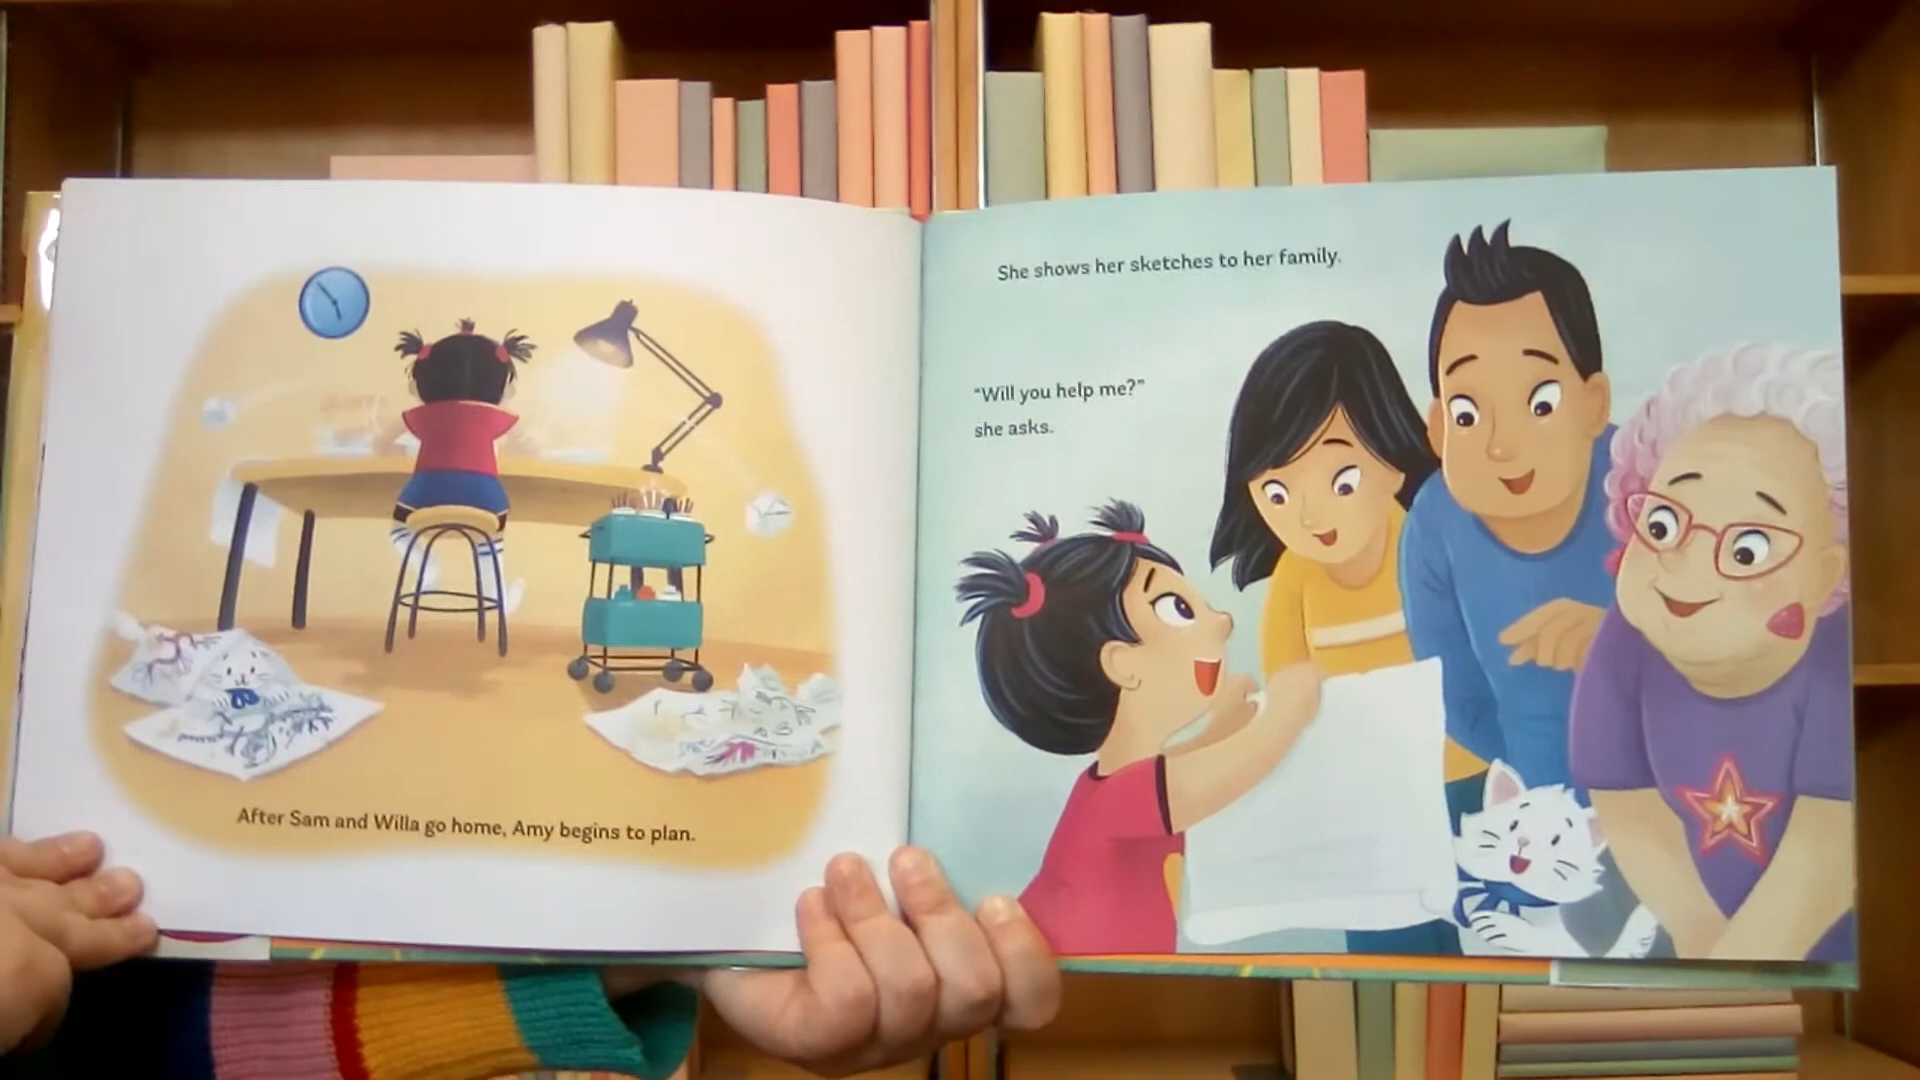 After Sam and Willa go home, Amy begins to plan.
She shows her sketches to her family.
“Will you help me?”
she asks.